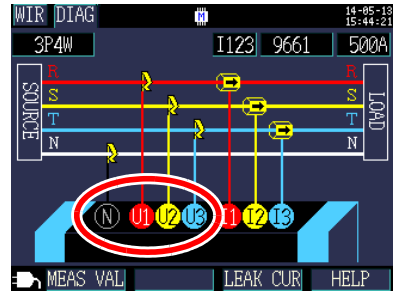 WIR DIAG M 14-05-13
15:44:21
3P4W I123 9661 500A
R R
S S
T T
N N
SOURCE
LOAD
N U1 U2 U3 I1 I2 I3
MEAS VAL LEAK CUR HELP